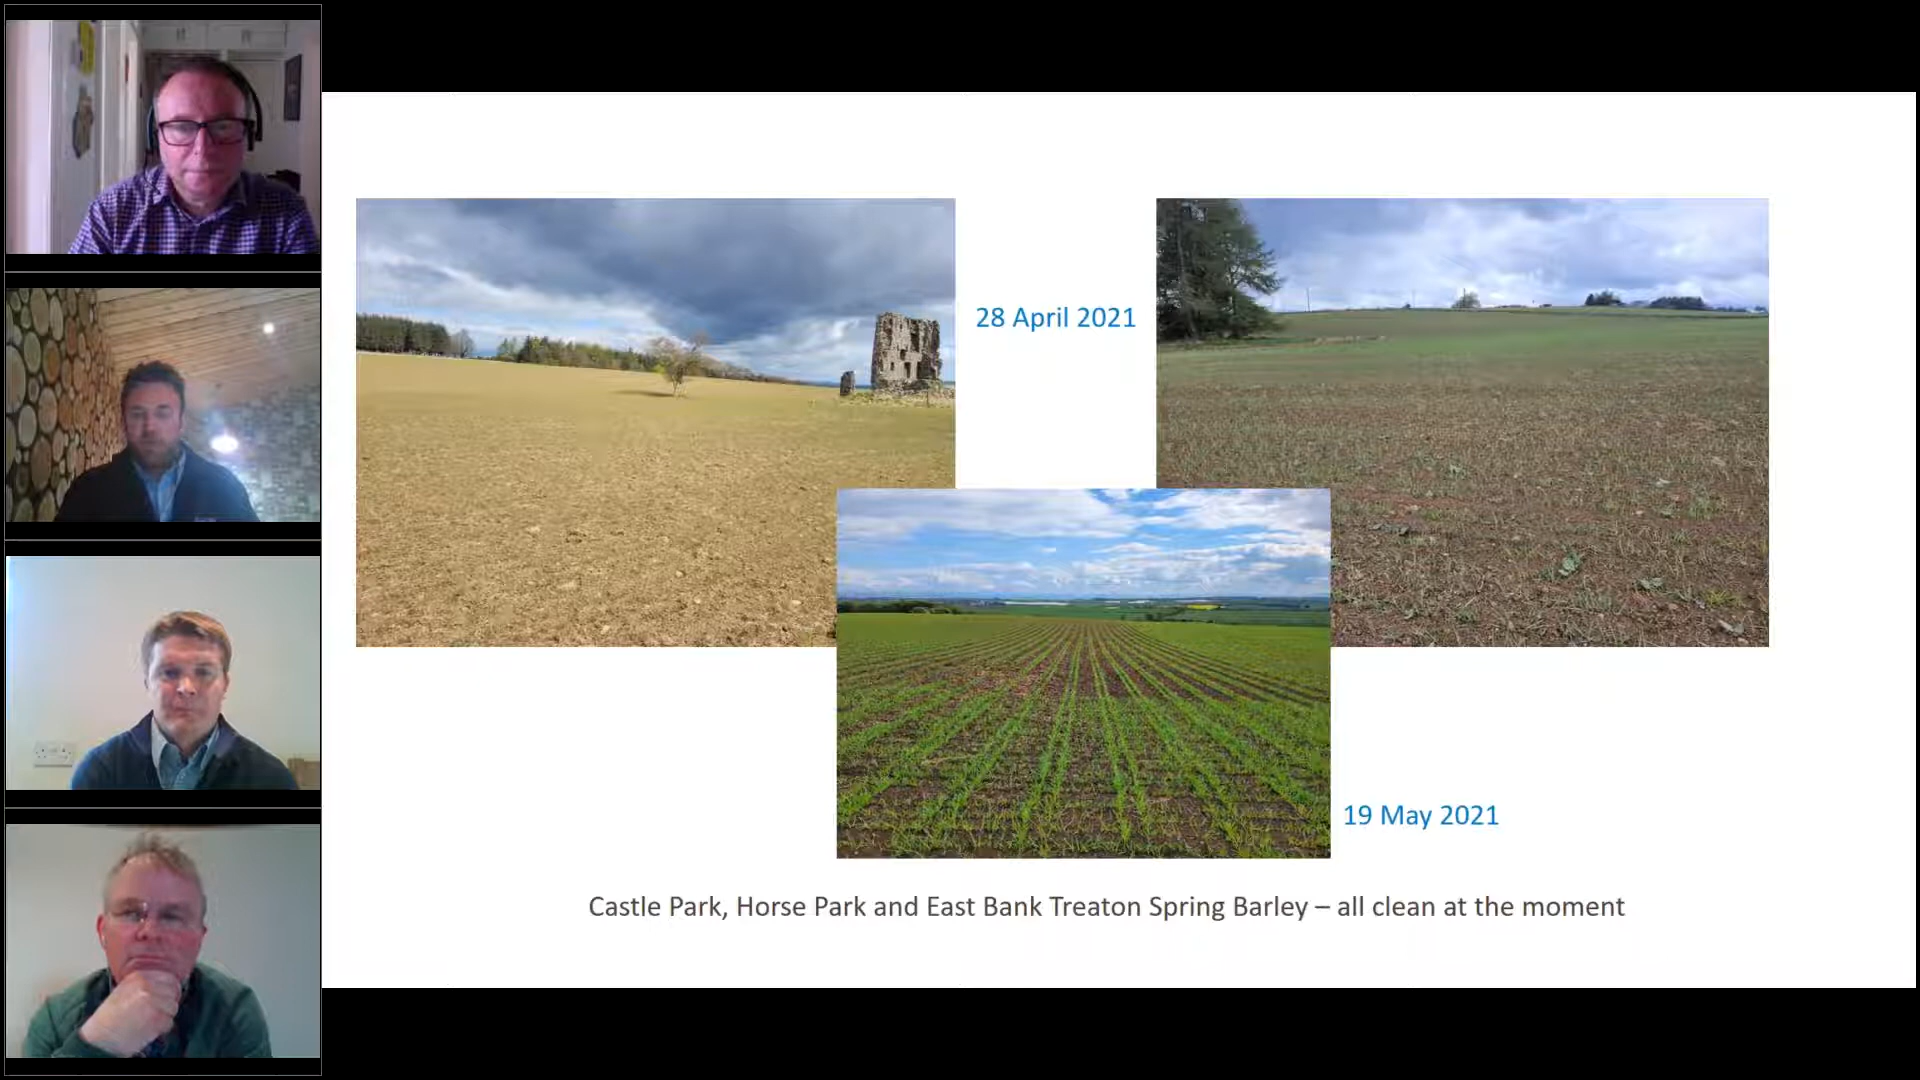 28 April 2021
19 May 2021
Castle Park, Horse Park and East Bank Treaton Spring Barley – all clean at the moment